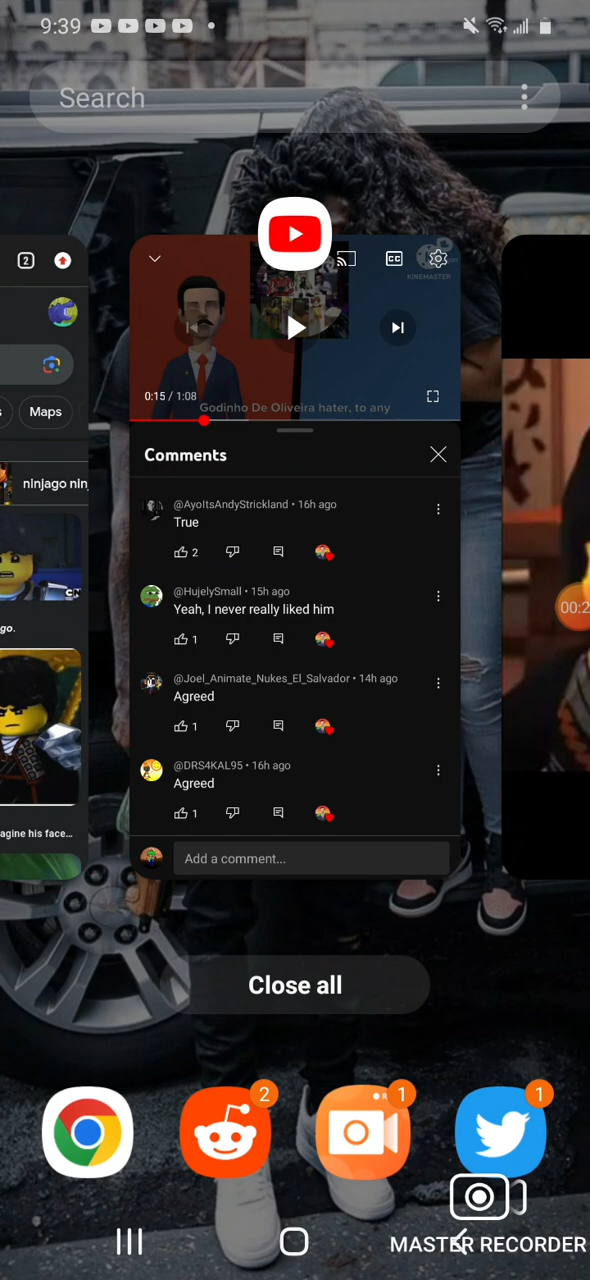 9:39
Search
2
KINEMASTER
CC
0:15 / 1:08
Godinho De Oliveira hater, to any
Maps
Comments
@AyoItsAndyStrickland • 16h ago
True
2
@HujelySmall • 15h ago
Yeah, I never really liked him
1
@Joel_Animate_Nukes_El_Salvador • 14h ago
Agreed
1
@DRS4KAL95 • 16h ago
Agreed
1
Add a comment...
ninjago nin
CN
go.
agine his face...
00:2
Close all
2
1
1
MASTER RECORDER